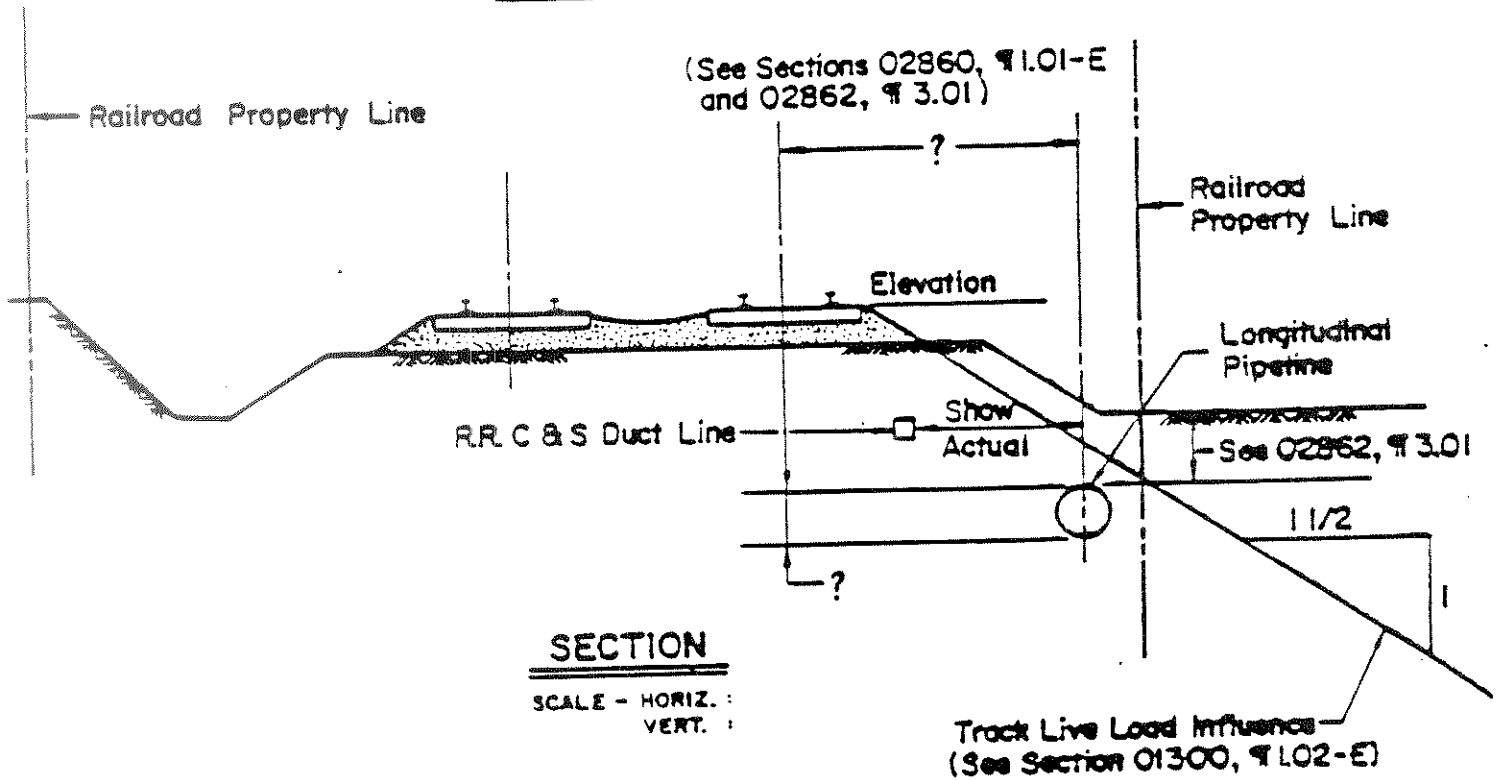 (See Sections 02860, ¶ 1.01-E
and 02862, ¶ 3.01)
Railroad Property Line
?
Railroad
Property Line
Elevation
Longitudinal
Pipeline
R.R. C & S Duct Line
Show
Actual
See 02862, ¶ 3.01
1 1/2
1
?
SECTION
SCALE - HORIZ. :
VERT. :
Track Live Load Influence
(See Section 01300, ¶ 1.02-E)